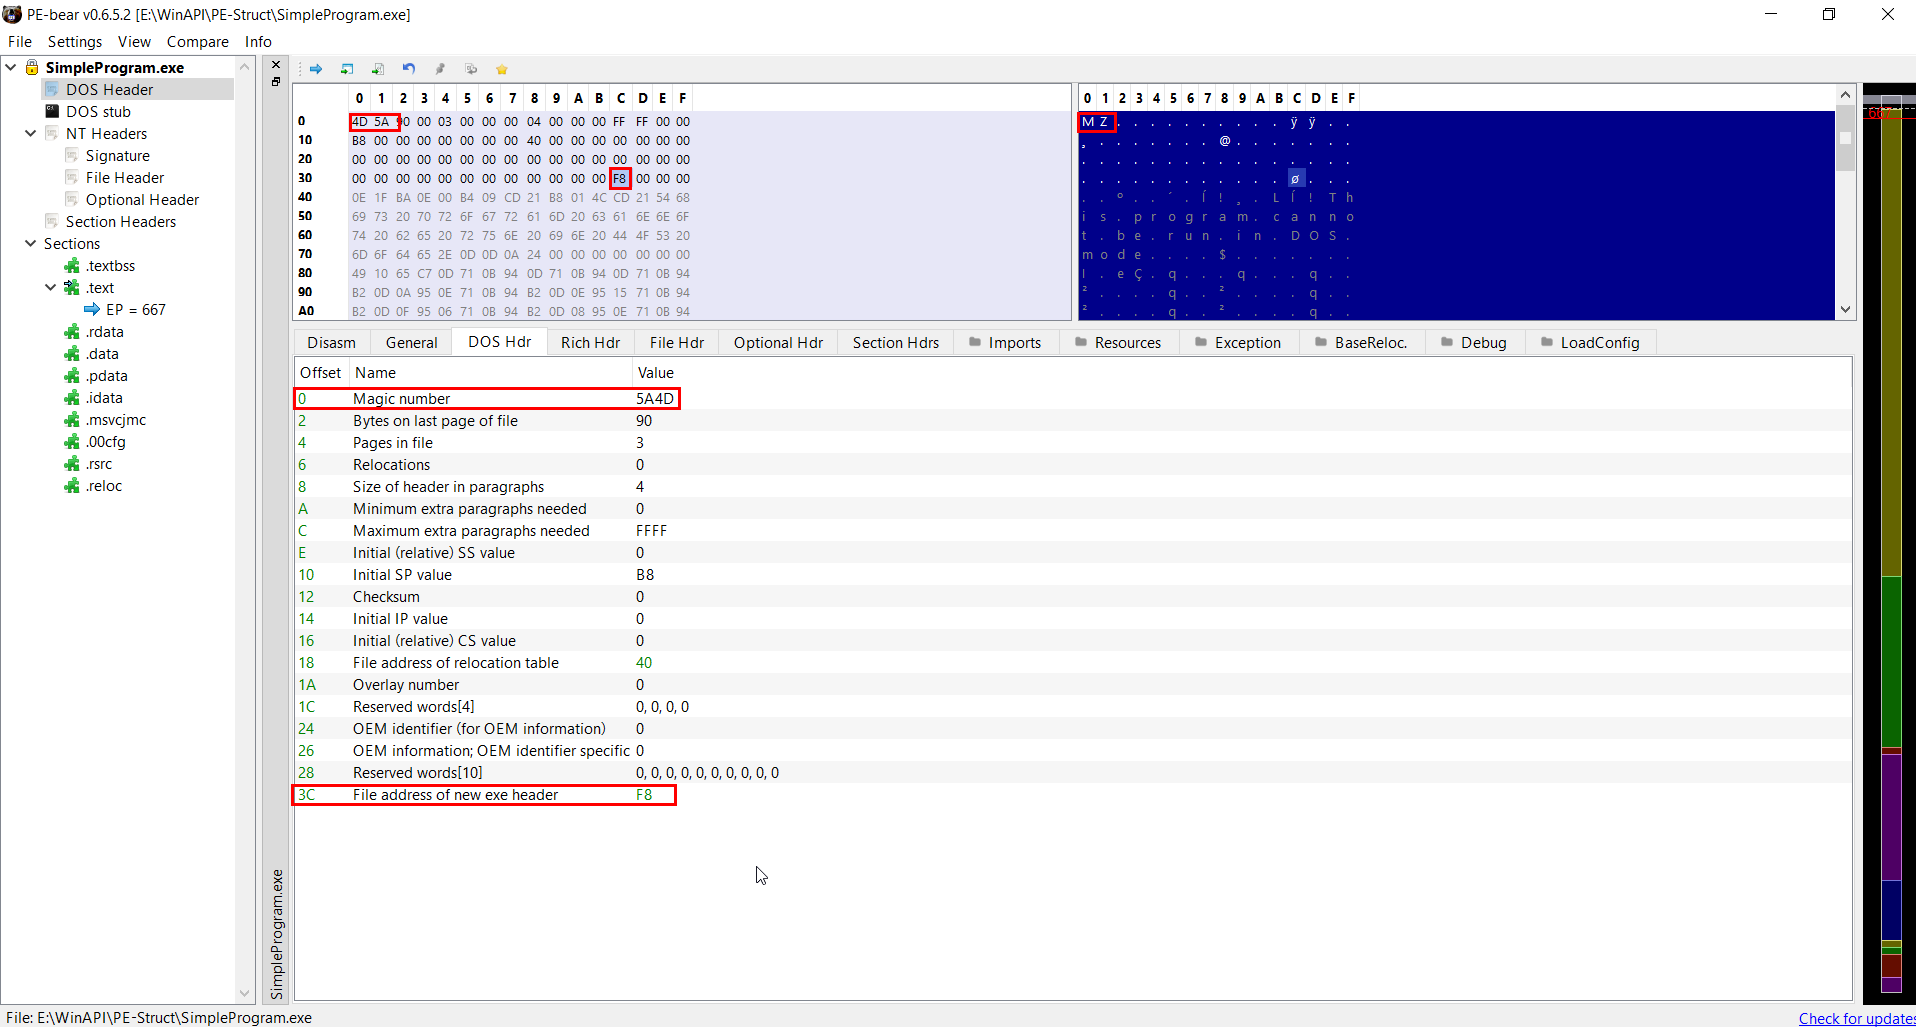 PE-bear v0.6.5.2 [E:\WinAPI\PE-Struct\SimpleProgram.exe]
File Settings View Compare Info
SimpleProgram.exe
DOS Header
DOS stub
NT Headers
Signature
File Header
Optional Header
Section Headers
Sections
.textbss
.text
EP = 667
.rdata
.data
.pdata
.idata
.msvcjmc
.00cfg
.rsrc
.reloc
SimpleProgram.exe
0 1 2 3 4 5 6 7 8 9 A B C D E F
0 4D 5A 90 00 03 00 00 00 04 00 00 00 FF FF 00 00
10 B8 00 00 00 00 00 00 00 40 00 00 00 00 00 00 00
20 00 00 00 00 00 00 00 00 00 00 00 00 00 00 00 00
30 00 00 00 00 00 00 00 00 00 00 00 00 F8 00 00 00
40 0E 1F BA 0E 00 B4 09 CD 21 B8 01 4C CD 21 54 68
50 69 73 20 70 72 6F 67 72 61 6D 20 63 61 6E 6E 6F
60 74 20 62 65 20 72 75 6E 20 69 6E 20 44 4F 53 20
70 6D 6F 64 65 2E 0D 0D 0A 24 00 00 00 00 00 00 00
80 49 10 65 C7 0D 71 0B 94 0D 71 0B 94 0D 71 0B 94
90 B2 0D 0A 95 0E 71 0B 94 B2 0D 0E 95 15 71 0B 94
A0 B2 0D 0F 95 06 71 0B 94 B2 0D 08 95 0E 71 0B 94
0 1 2 3 4 5 6 7 8 9 A B C D E F
M Z . . . . . . . . . . ÿ ÿ . .
¸ . . . . . . . @ . . . . . . .
. . . . . . . . . . . . . . . .
. . . . . . . . . . . . ø . . .
. . º . . ´ . Í ! ¸ . L Í ! T h
i s . p r o g r a m . c a n n o
t . b e . r u n . i n . D O S .
m o d e . . . . $ . . . . . . .
I . e Ç . q . . . q . . . q . .
² . . . . q . . ² . . . . q . .
² . . . . q . . ² . . . . q . .
Disasm General DOS Hdr Rich Hdr File Hdr Optional Hdr Section Hdrs Imports Resources Exception BaseReloc. Debug LoadConfig
Offset Name Value
0 Magic number 5A4D
2 Bytes on last page of file 90
4 Pages in file 3
6 Relocations 0
8 Size of header in paragraphs 4
A Minimum extra paragraphs needed 0
C Maximum extra paragraphs needed FFFF
E Initial (relative) SS value 0
10 Initial SP value B8
12 Checksum 0
14 Initial IP value 0
16 Initial (relative) CS value 0
18 File address of relocation table 40
1A Overlay number 0
1C Reserved words[4] 0, 0, 0, 0
24 OEM identifier (for OEM information) 0
26 OEM information; OEM identifier specific 0
28 Reserved words[10] 0, 0, 0, 0, 0, 0, 0, 0, 0, 0
3C File address of new exe header F8
667
File: E:\WinAPI\PE-Struct\SimpleProgram.exe
Check for updates